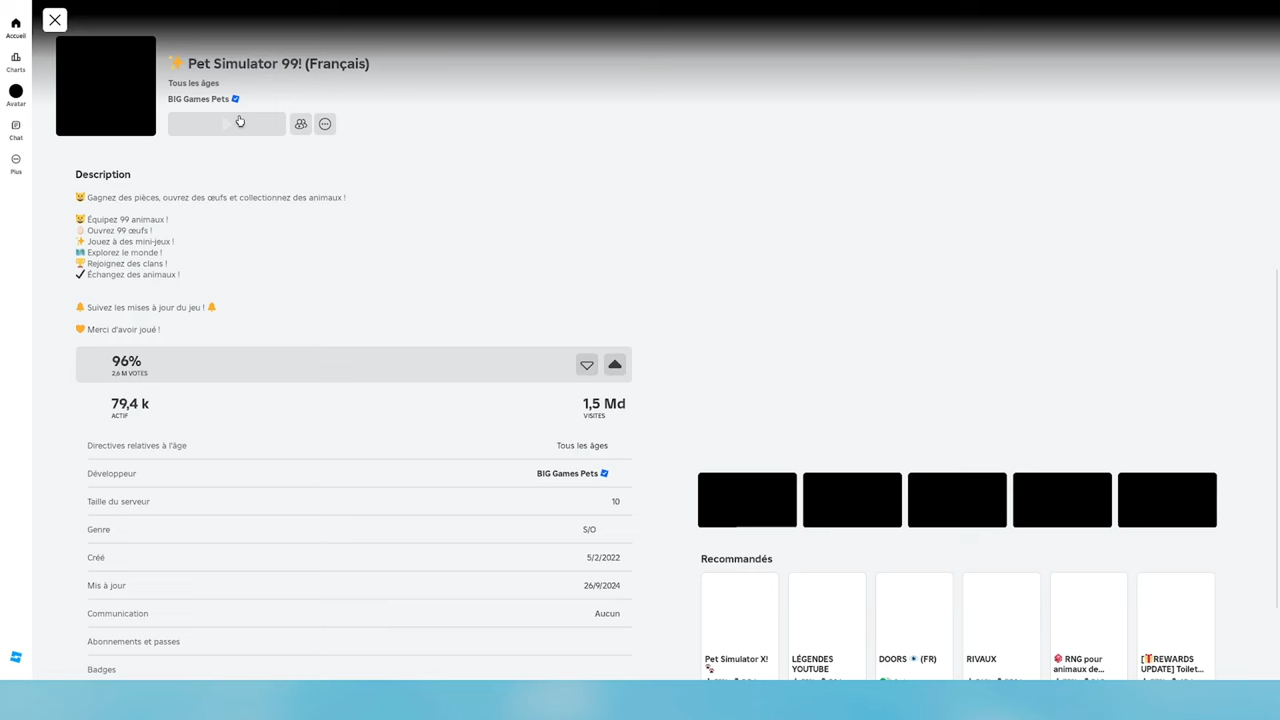 Accueil
Charts
Avatar
Chat
Plus
✨ Pet Simulator 99! (Français)
Tous les âges
BIG Games Pets
Description
😺 Gagnez des pièces, ouvrez des œufs et collectionnez des animaux !
😺 Équipez 99 animaux !
🥚 Ouvrez 99 œufs !
✨ Jouez à des mini-jeux !
🗺️ Explorez le monde !
🏆 Rejoignez des clans !
✔️ Échangez des animaux !
🔔 Suivez les mises à jour du jeu ! 🔔
🧡 Merci d'avoir joué !
96%
2,6 M VOTES
79,4 k
ACTIF
1,5 Md
VISITES
Directives relatives à l'âge Tous les âges
Développeur BIG Games Pets
Taille du serveur 10
Genre S/O
Créé 5/2/2022
Mis à jour 26/9/2024
Communication Aucun
Abonnements et passes
Badges
Recommandés
Pet Simulator X! 🐾
LÉGENDES YOUTUBE
DOORS 👁️ (FR)
RIVAUX
🎲 RNG pour animaux de...
[🎁REWARDS UPDATE] Toilet...